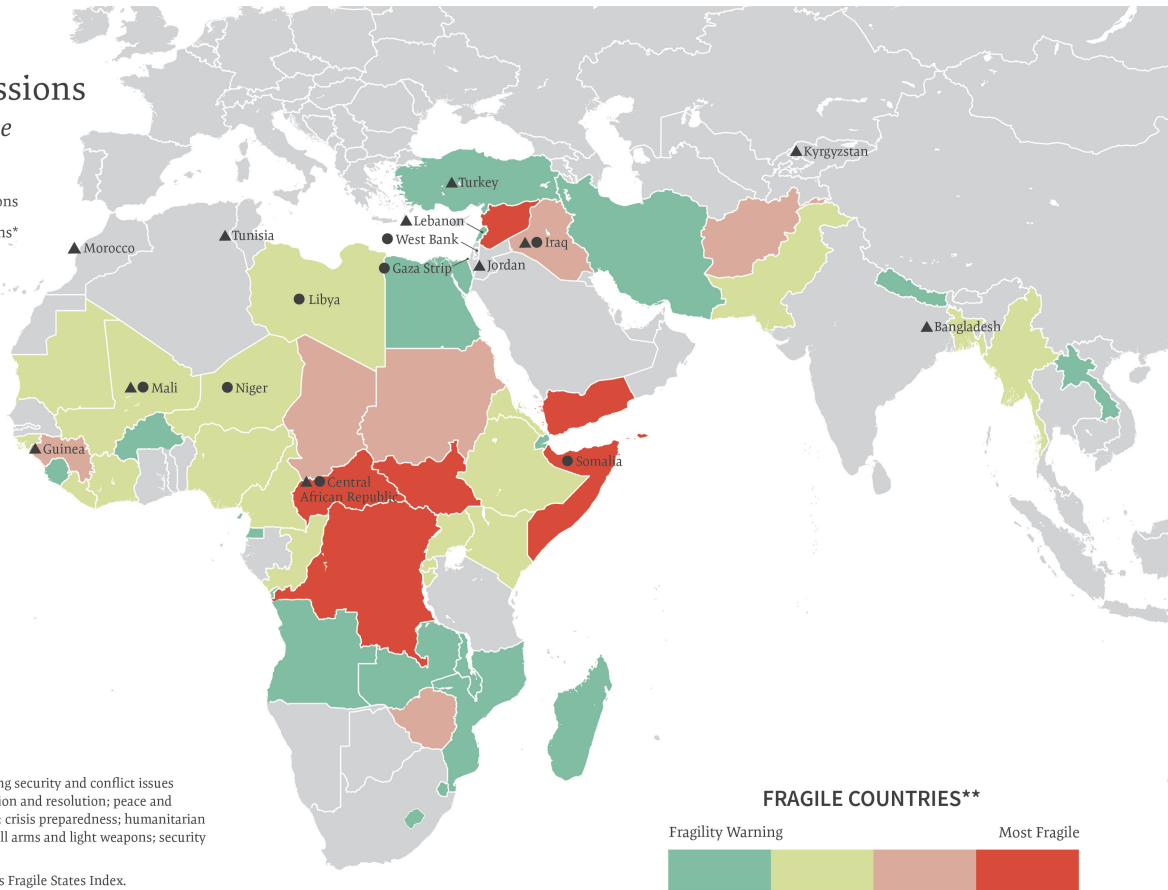 ssions
e
ons
ns*
Kyrgyzstan
Turkey
Lebanon
West Bank
Iraq
Tunisia
Morocco
Gaza Strip
Jordan
Libya
Bangladesh
Mali
Niger
Guinea
Somalia
Central
African Republic
ng security and conflict issues
ion and resolution; peace and
; crisis preparedness; humanitarian
ll arms and light weapons; security
s Fragile States Index.
FRAGILE COUNTRIES**
Fragility Warning
Most Fragile